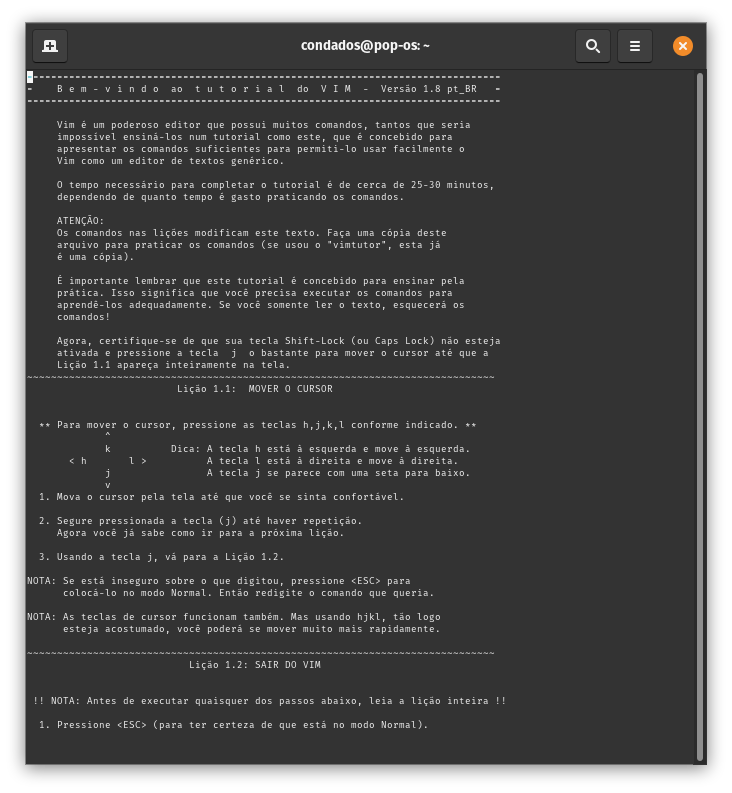 condados@pop-os: ~
-------------------------------------------------------------------------------
-    B e m - v i n d o  ao  t u t o r i a l  do  V I M  -  Versão 1.8 pt_BR   -
-------------------------------------------------------------------------------
Vim é um poderoso editor que possui muitos comandos, tantos que seria
impossível ensiná-los num tutorial como este, que é concebido para
apresentar os comandos suficientes para permiti-lo usar facilmente o
Vim como um editor de textos genérico.
O tempo necessário para completar o tutorial é de cerca de 25-30 minutos,
dependendo de quanto tempo é gasto praticando os comandos.
ATENÇÃO:
Os comandos nas lições modificam este texto. Faça uma cópia deste
arquivo para praticar os comandos (se usou o "vimtutor", esta já
é uma cópia).
É importante lembrar que este tutorial é concebido para ensinar pela
prática. Isso significa que você precisa executar os comandos para
aprendê-los adequadamente. Se você somente ler o texto, esquecerá os
comandos!
Agora, certifique-se de que sua tecla Shift-Lock (ou Caps Lock) não esteja
ativada e pressione a tecla  j  o bastante para mover o cursor até que a
Lição 1.1 apareça inteiramente na tela.
~~~~~~~~~~~~~~~~~~~~~~~~~~~~~~~~~~~~~~~~~~~~~~~~~~~~~~~~~~~~~~~~~~~~~~~~~~~~~~
Lição 1.1:  MOVER O CURSOR
** Para mover o cursor, pressione as teclas h,j,k,l conforme indicado. **
^
k          Dica: A tecla h está à esquerda e move à esquerda.
< h       l >          A tecla l está à direita e move à direita.
j                A tecla j se parece com uma seta para baixo.
v
1. Mova o cursor pela tela até que você se sinta confortável.
2. Segure pressionada a tecla (j) até haver repetição.
Agora você já sabe como ir para a próxima lição.
3. Usando a tecla j, vá para a Lição 1.2.
NOTA: Se está inseguro sobre o que digitou, pressione <ESC> para
colocá-lo no modo Normal. Então redigite o comando que queria.
NOTA: As teclas de cursor funcionam também. Mas usando hjkl, tão logo
esteja acostumado, você poderá se mover muito mais rapidamente.
~~~~~~~~~~~~~~~~~~~~~~~~~~~~~~~~~~~~~~~~~~~~~~~~~~~~~~~~~~~~~~~~~~~~~~~~~~~~~~
Lição 1.2: SAIR DO VIM
!! NOTA: Antes de executar quaisquer dos passos abaixo, leia a lição inteira !!
1. Pressione <ESC> (para ter certeza de que está no modo Normal).